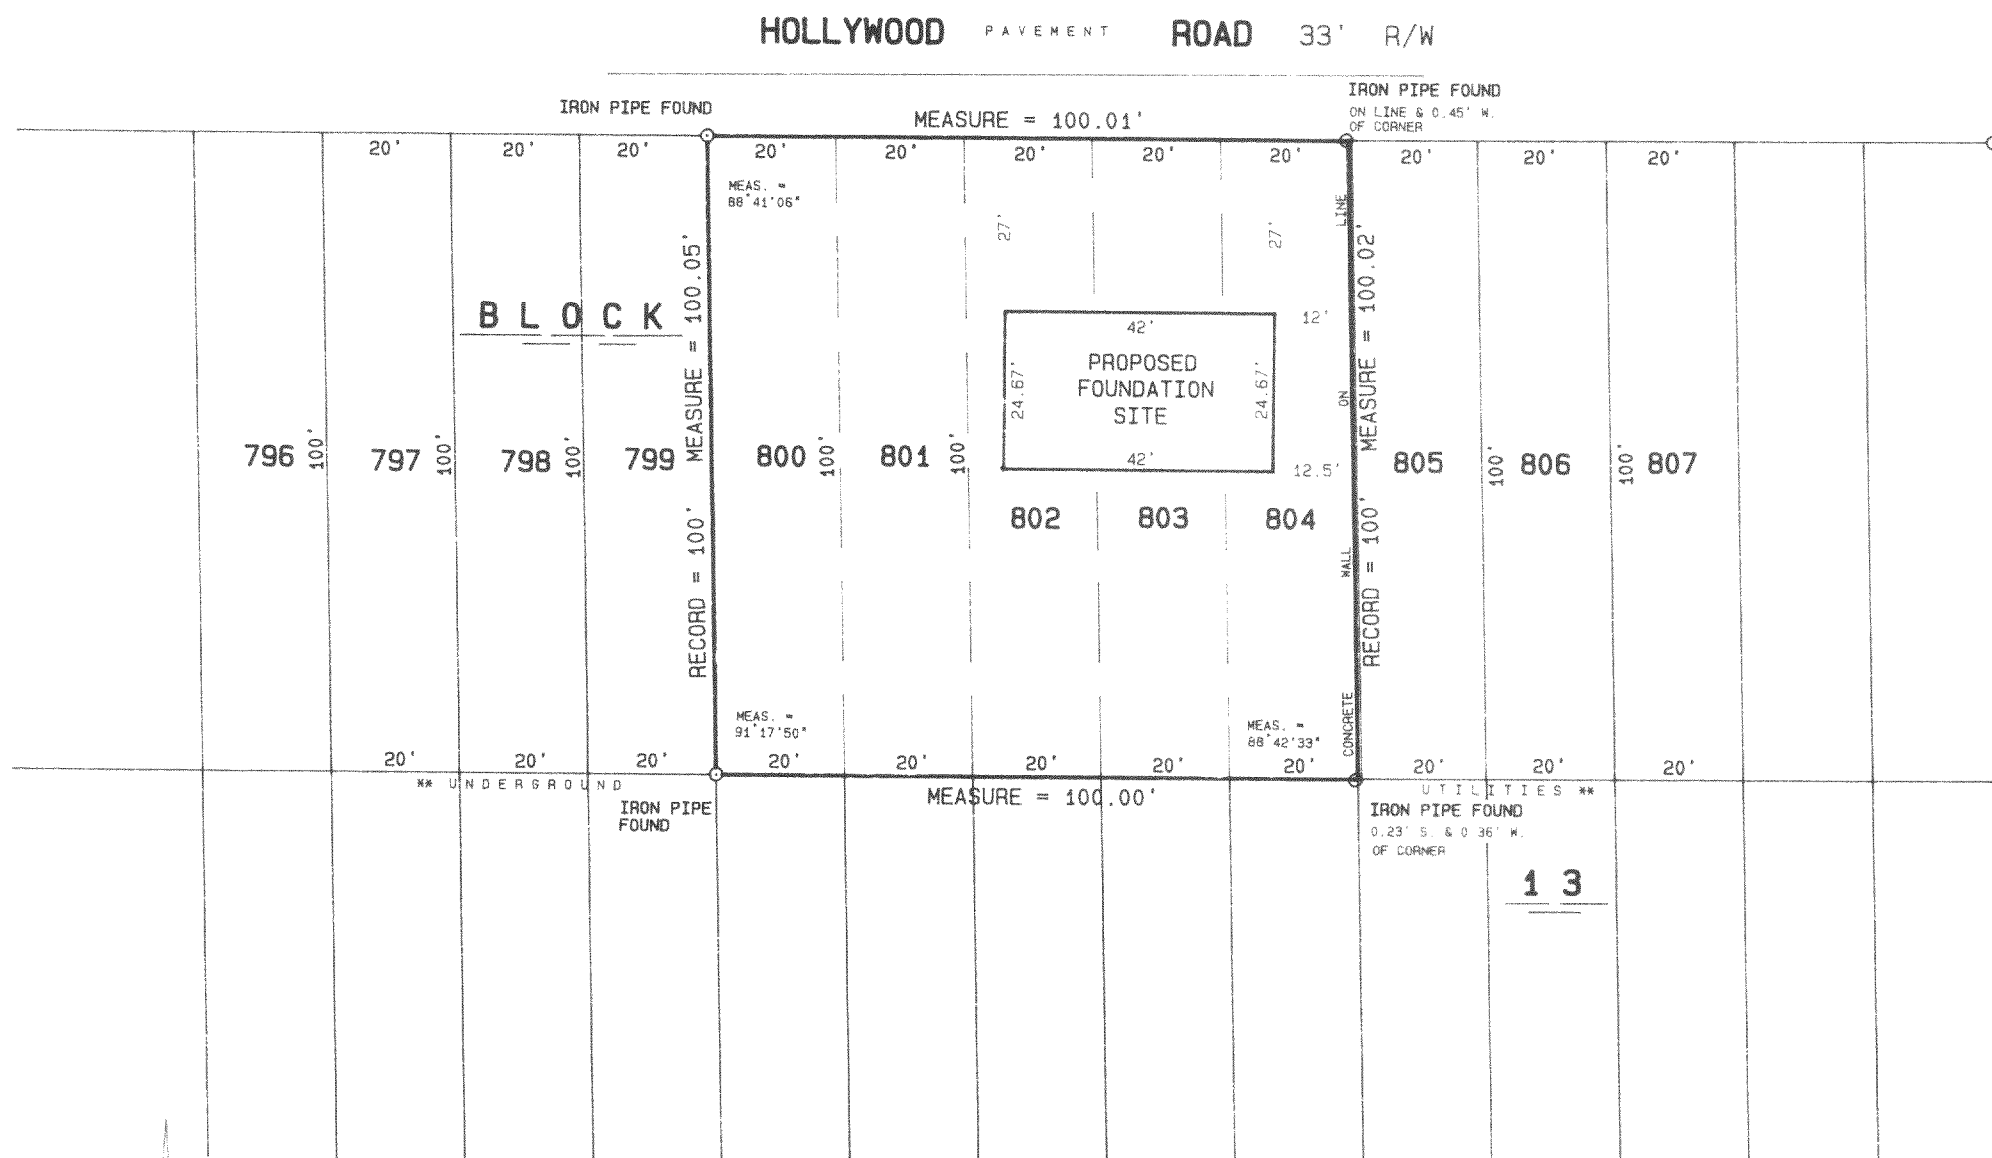 HOLLYWOOD PAVEMENT ROAD 33' R/W
IRON PIPE FOUND
MEASURE = 100.01'
IRON PIPE FOUND
ON LINE & 0.45' W.
OF CORNER
20' 20' 20' 20' 20' 20' 20' 20' 20' 20' 20'
MEAS. =
88°41'06"
27' 27'
LINE
MEASURE = 100.05'
MEASURE = 100.02'
BLOCK
42'
12'
PROPOSED
FOUNDATION
SITE
24.67' 24.67'
ON
42'
12.5'
796 100' 797 100' 798 100' 799 800 100' 801 100' 805 100' 806 100' 807
802 803 804
RECORD = 100'
RECORD = 100'
WALL
CONCRETE
MEAS. =
91°17'50"
MEAS. =
88°42'33"
20' 20' 20' 20' 20' 20' 20' 20' 20' 20' 20'
** UNDERGROUND
UTILITIES **
MEASURE = 100.00'
IRON PIPE
FOUND
IRON PIPE FOUND
0.23' S. & 0.36' W.
OF CORNER
13